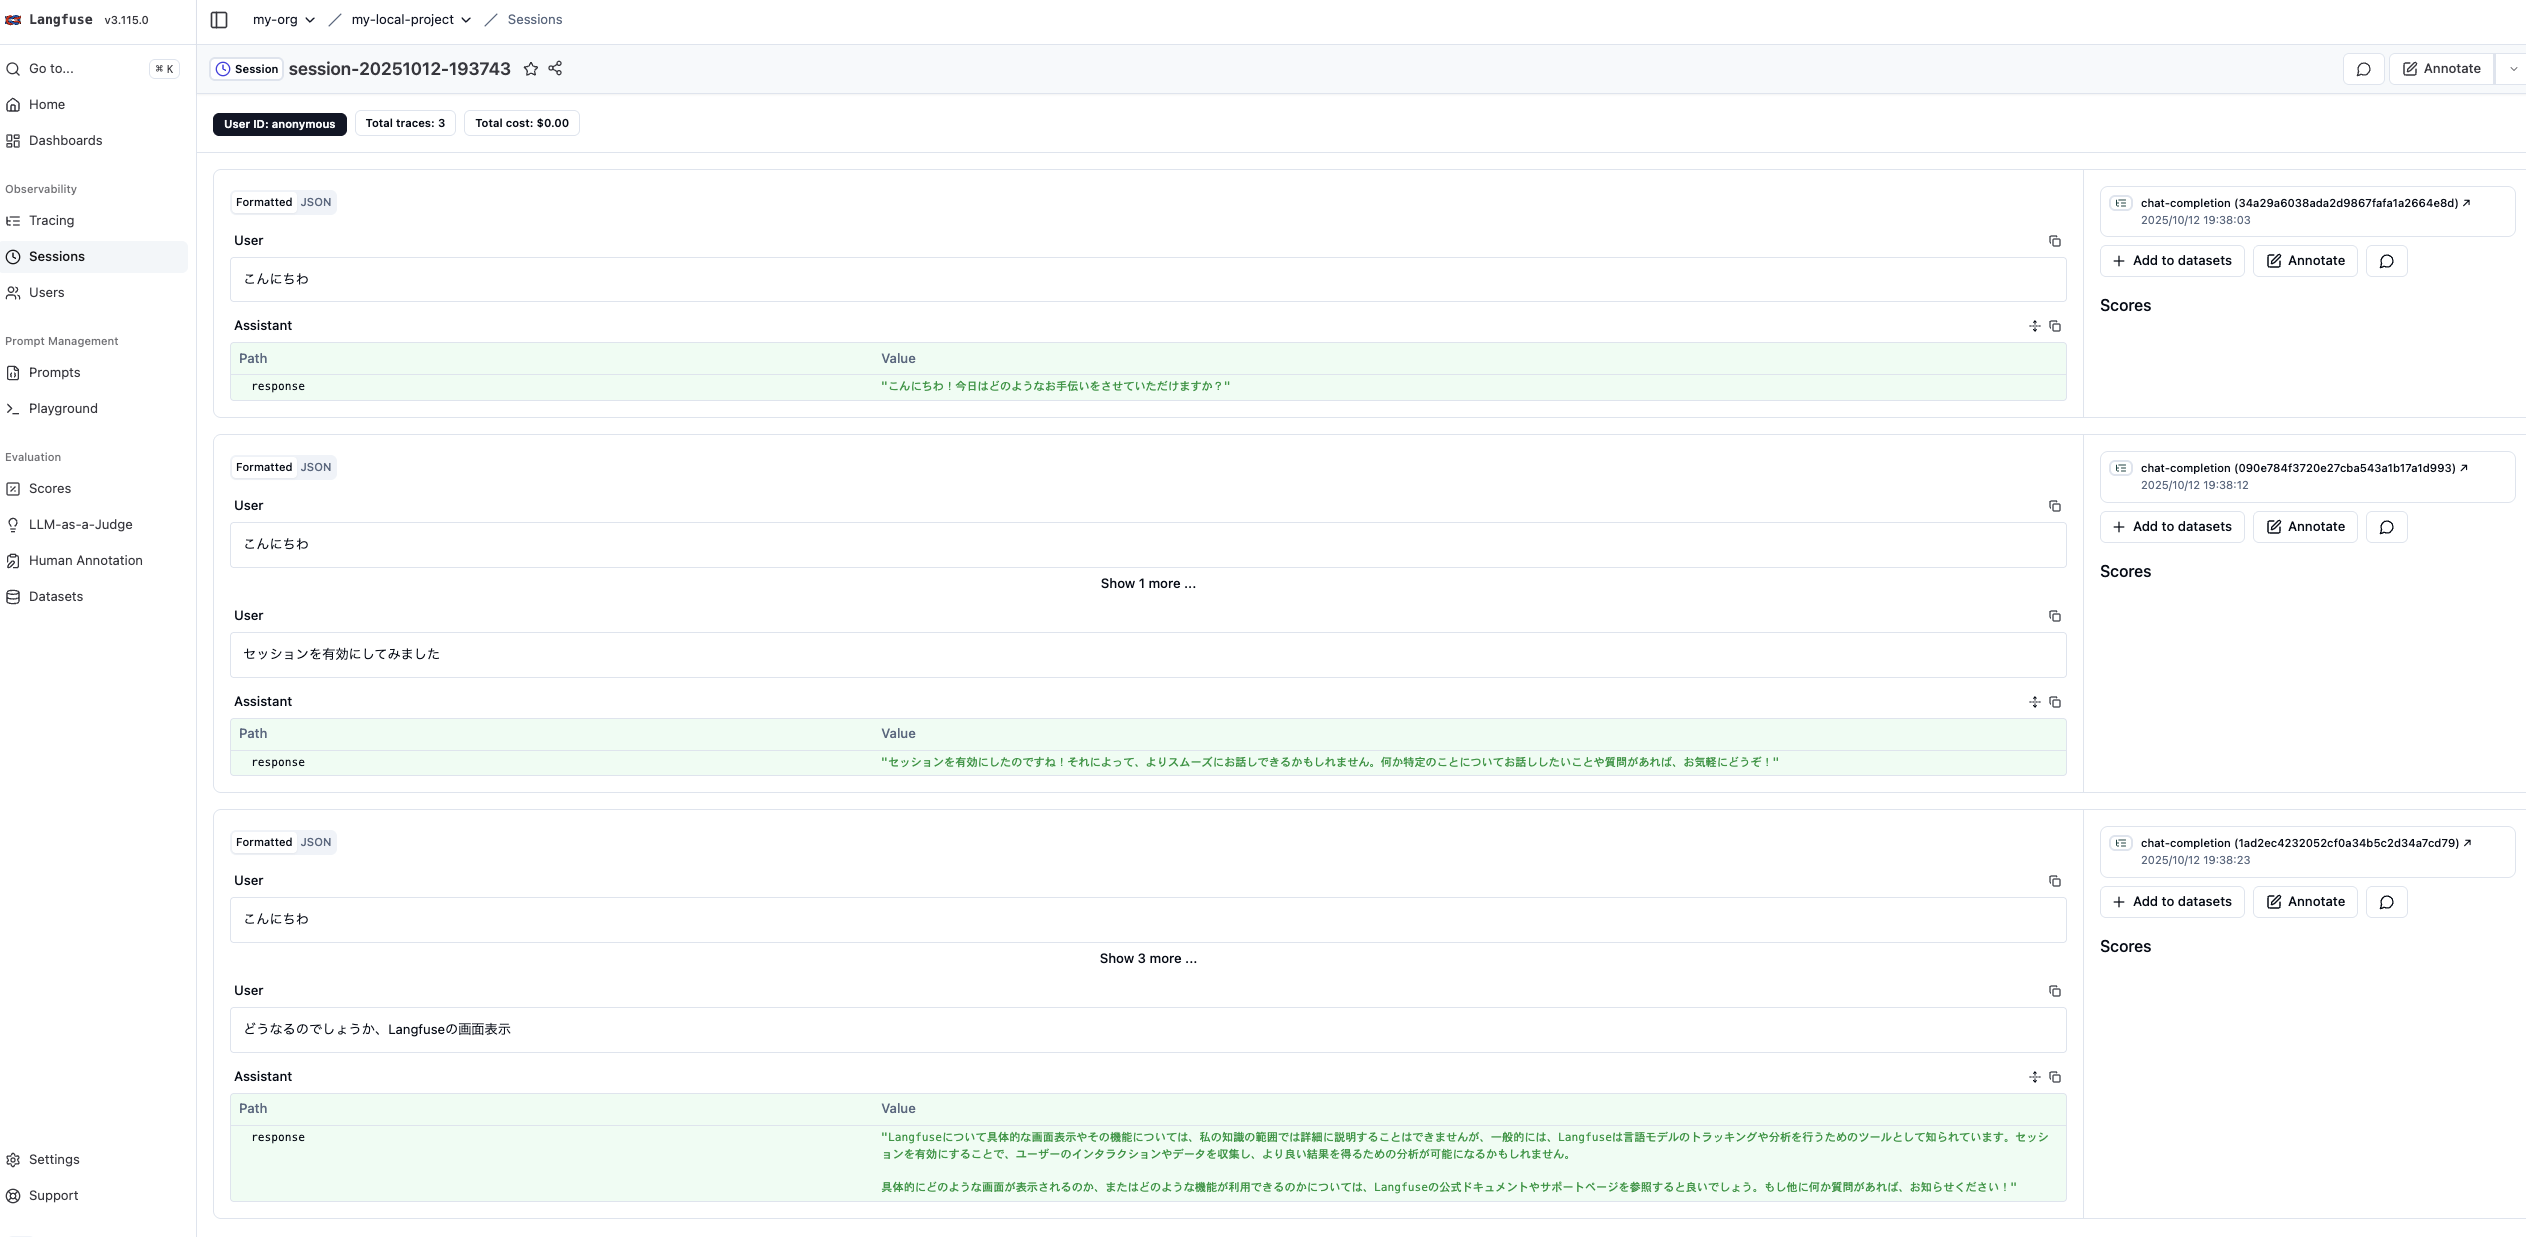 Langfuse v3.115.0
my-org my-local-project Sessions
Go to... ⌘ K
Home
Dashboards
Observability
Tracing
Sessions
Users
Prompt Management
Prompts
Playground
Evaluation
Scores
LLM-as-a-Judge
Human Annotation
Datasets
Settings
Support
Session session-20251012-193743
Annotate
User ID: anonymous Total traces: 3 Total cost: $0.00
Formatted JSON
User
こんにちわ
Assistant
Path Value
response "こんにちわ！今日はどのようなお手伝いをさせていただけますか？"
chat-completion (34a29a6038ada2d9867fafa1a2664e8d)
2025/10/12 19:38:03
Add to datasets Annotate
Scores
Formatted JSON
User
こんにちわ
Show 1 more ...
User
セッションを有効にしてみました
Assistant
Path Value
response "セッションを有効にしたのですね！それによって、よりスムーズにお話しできるかもしれません。何か特定のことについてお話ししたいことや質問があれば、お気軽にどうぞ！"
chat-completion (090e784f3720e27cba543a1b17a1d993)
2025/10/12 19:38:12
Add to datasets Annotate
Scores
Formatted JSON
User
こんにちわ
Show 3 more ...
User
どうなるのでしょうか、Langfuseの画面表示
Assistant
Path Value
response "Langfuseについて具体的な画面表示やその機能については、私の知識の範囲では詳細に説明することはできませんが、一般的には、Langfuseは言語モデルのトラッキングや分析を行うためのツールとして知られています。セッシ
ョンを有効にすることで、ユーザーのインタラクションやデータを収集し、より良い結果を得るための分析が可能になるかもしれません。
具体的にどのような画面が表示されるのか、またはどのような機能が利用できるのかについては、Langfuseの公式ドキュメントやサポートページを参照すると良いでしょう。もし他に何か質問があれば、お知らせください！"
chat-completion (1ad2ec4232052cf0a34b5c2d34a7cd79)
2025/10/12 19:38:23
Add to datasets Annotate
Scores